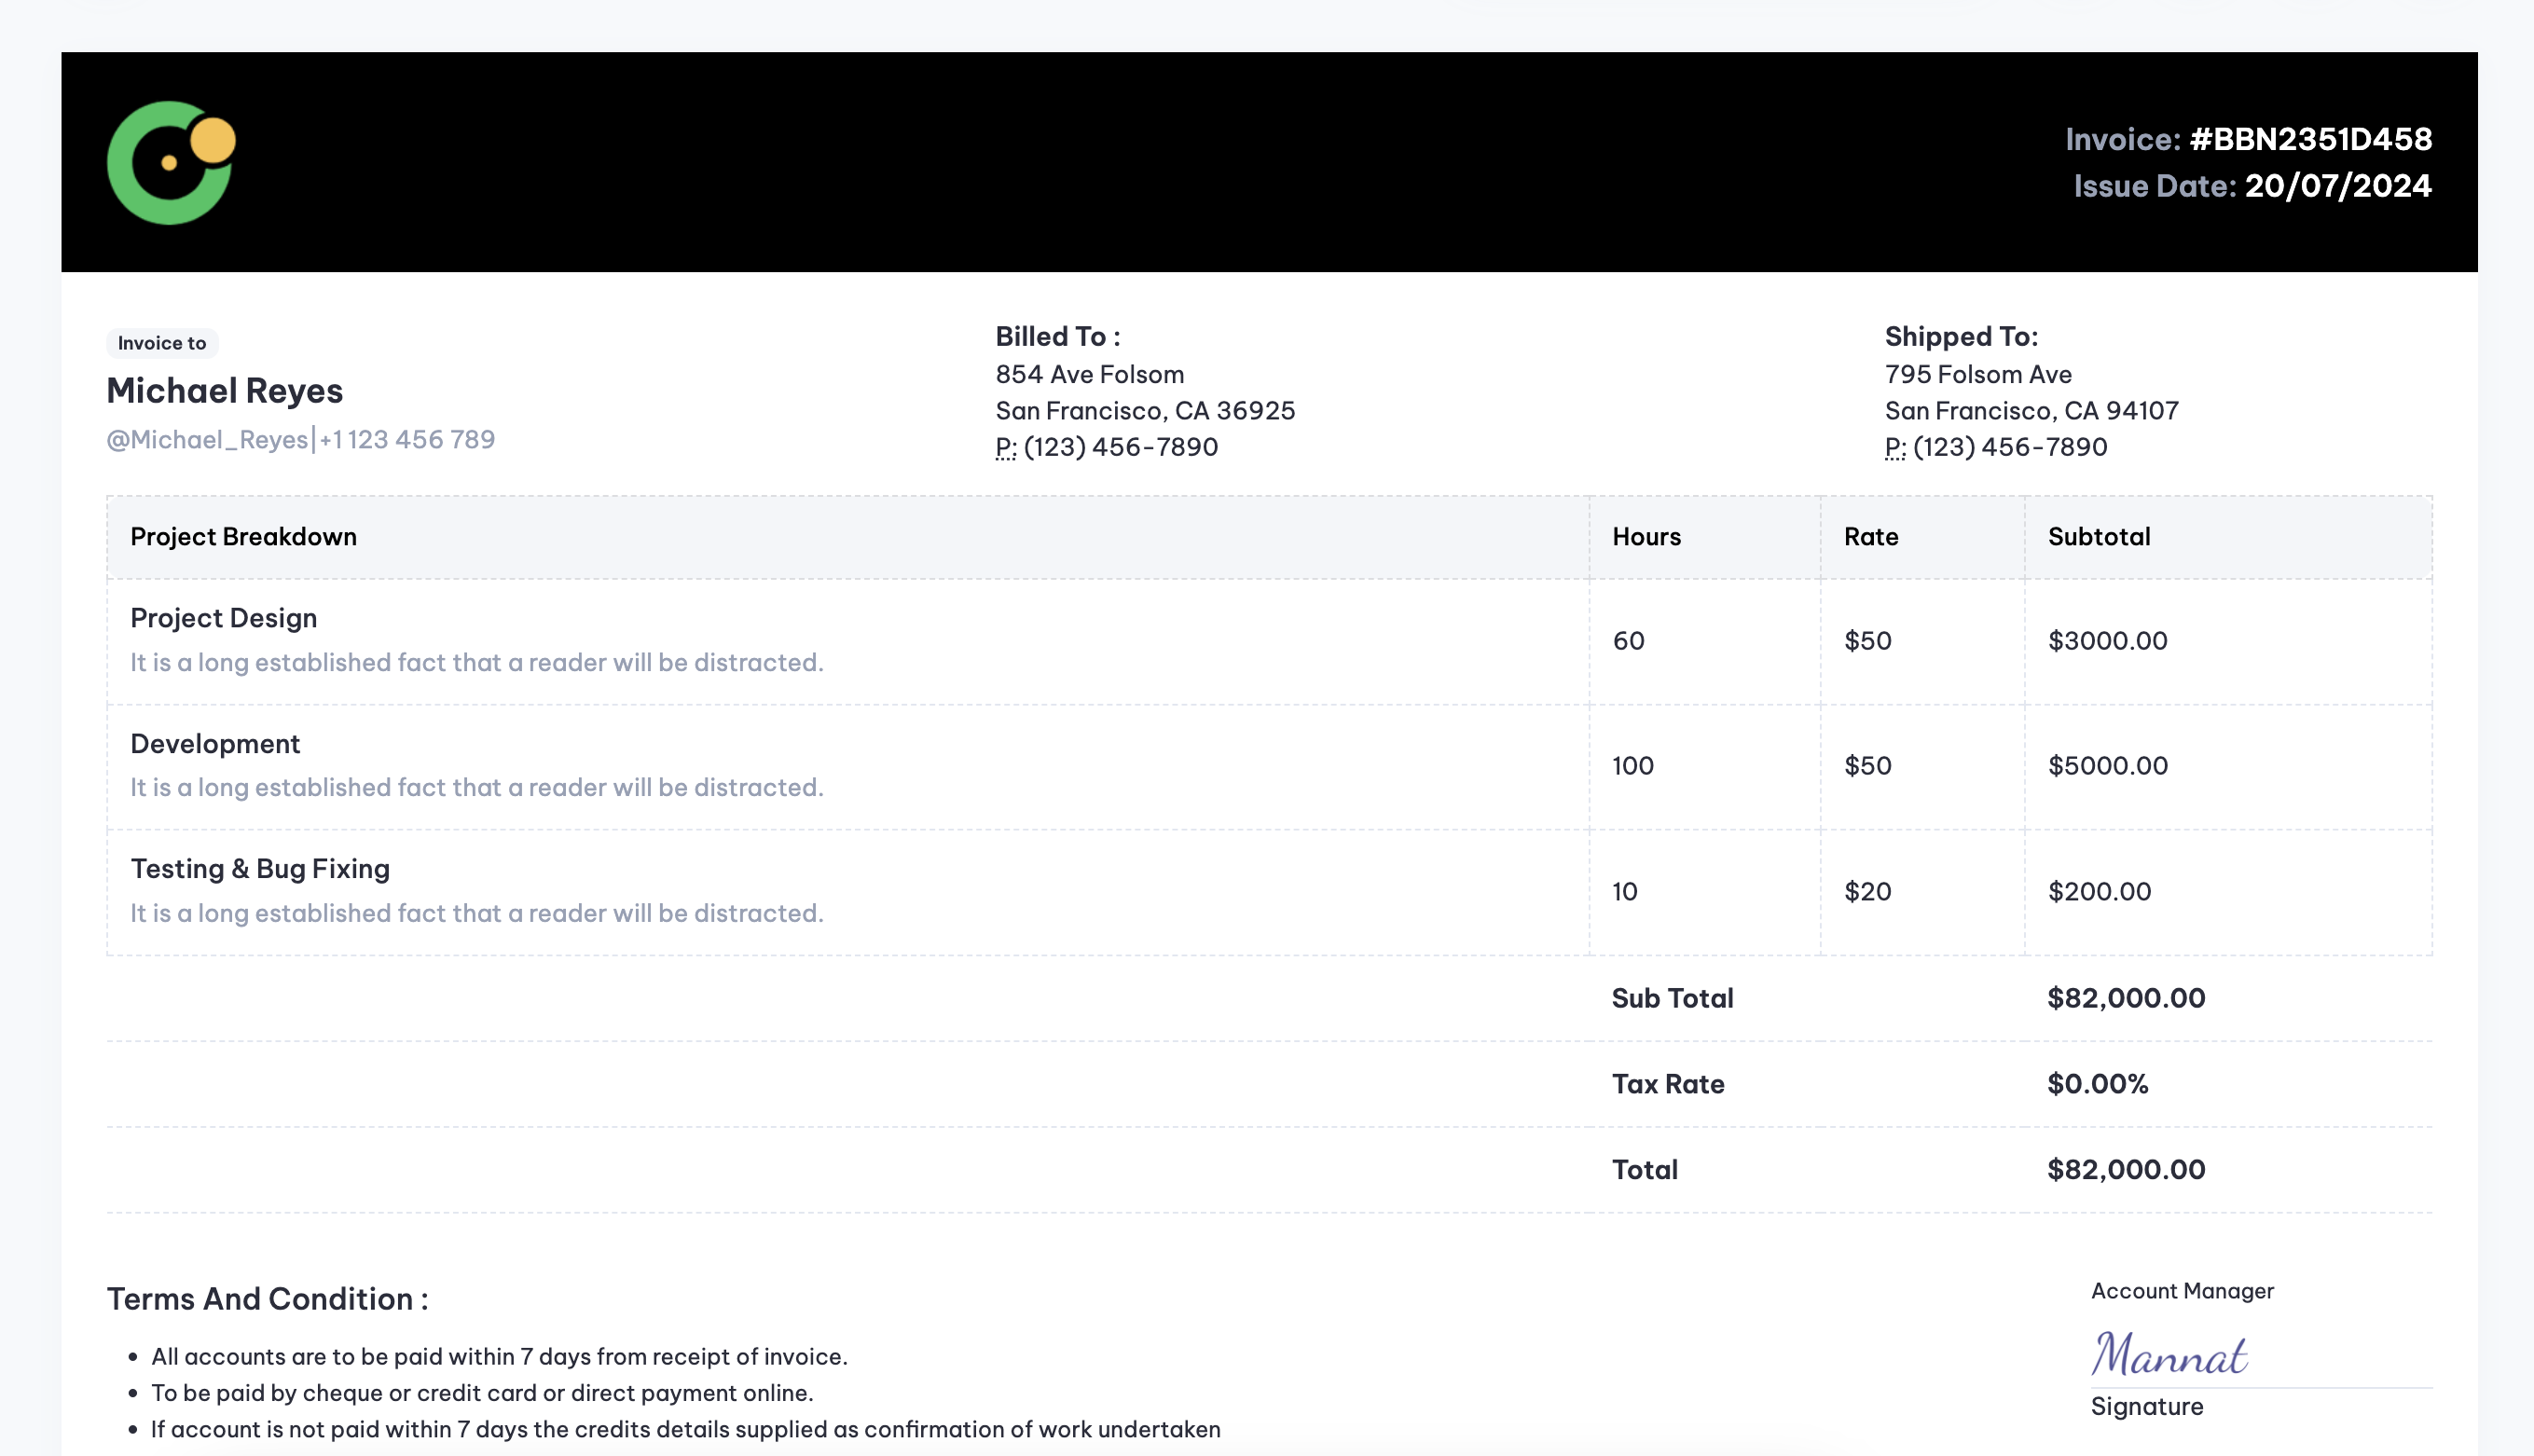 Invoice: #BBN2351D458
Issue Date: 20/07/2024
Invoice to
Michael Reyes
@Michael_Reyes|+1 123 456 789
Billed To :
854 Ave Folsom
San Francisco, CA 36925
P: (123) 456-7890
Shipped To:
795 Folsom Ave
San Francisco, CA 94107
P: (123) 456-7890
Project Breakdown Hours Rate Subtotal
Project Design
It is a long established fact that a reader will be distracted.
60 $50 $3000.00
Development
It is a long established fact that a reader will be distracted.
100 $50 $5000.00
Testing & Bug Fixing
It is a long established fact that a reader will be distracted.
10 $20 $200.00
Sub Total $82,000.00
Tax Rate $0.00%
Total $82,000.00
Terms And Condition :
• All accounts are to be paid within 7 days from receipt of invoice.
• To be paid by cheque or credit card or direct payment online.
• If account is not paid within 7 days the credits details supplied as confirmation of work undertaken
Account Manager
Mannat
Signature